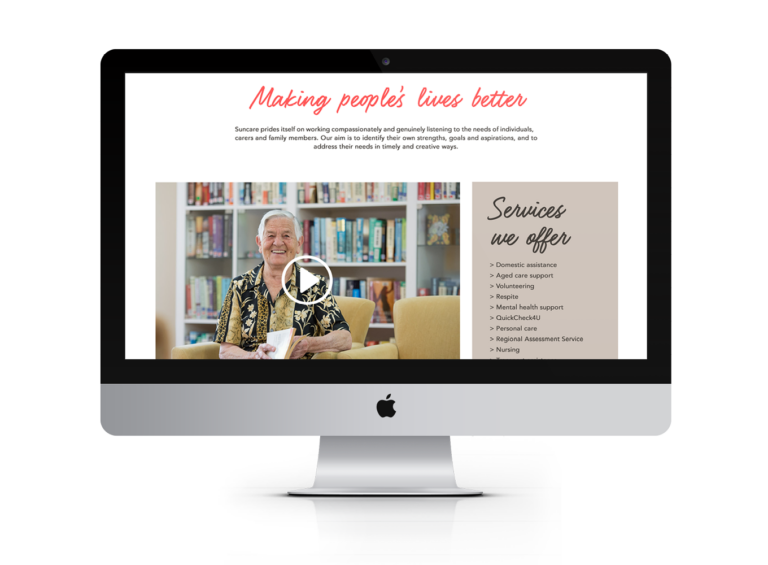 Making people's lives better
Suncare prides itself on working compassionately and genuinely listening to the needs of individuals,
carers and family members. Our aim is to identify their own strengths, goals and aspirations, and to
address their needs in timely and creative ways.
Services
we offer
> Domestic assistance
> Aged care support
> Volunteering
> Respite
> Mental health support
> QuickCheck4U
> Personal care
> Regional Assessment Service
> Nursing